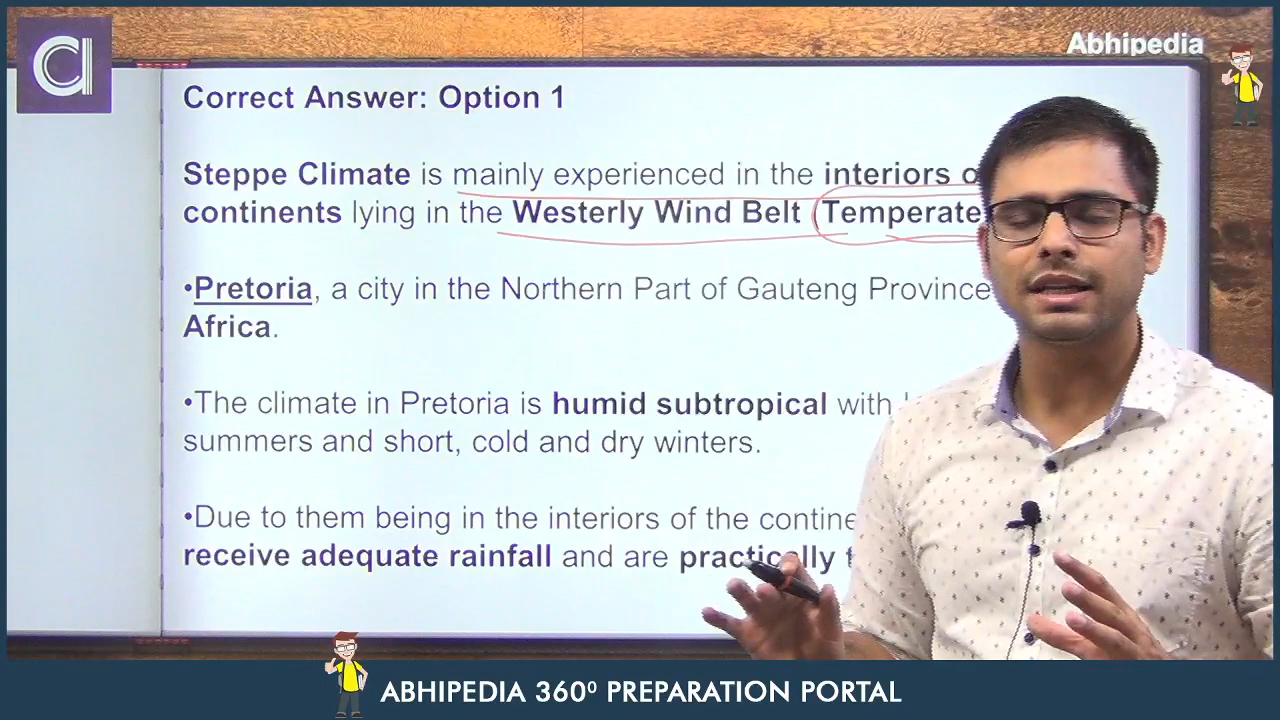 Abhipedia
Correct Answer: Option 1
Steppe Climate is mainly experienced in the interiors
continents lying in the Westerly Wind Belt (Temperate
•Pretoria, a city in the Northern Part of Gauteng Province
Africa.
•The climate in Pretoria is humid subtropical with
summers and short, cold and dry winters.
•Due to them being in the interiors of the
receive adequate rainfall and are practically
ABHIPEDIA 360º PREPARATION PORTAL